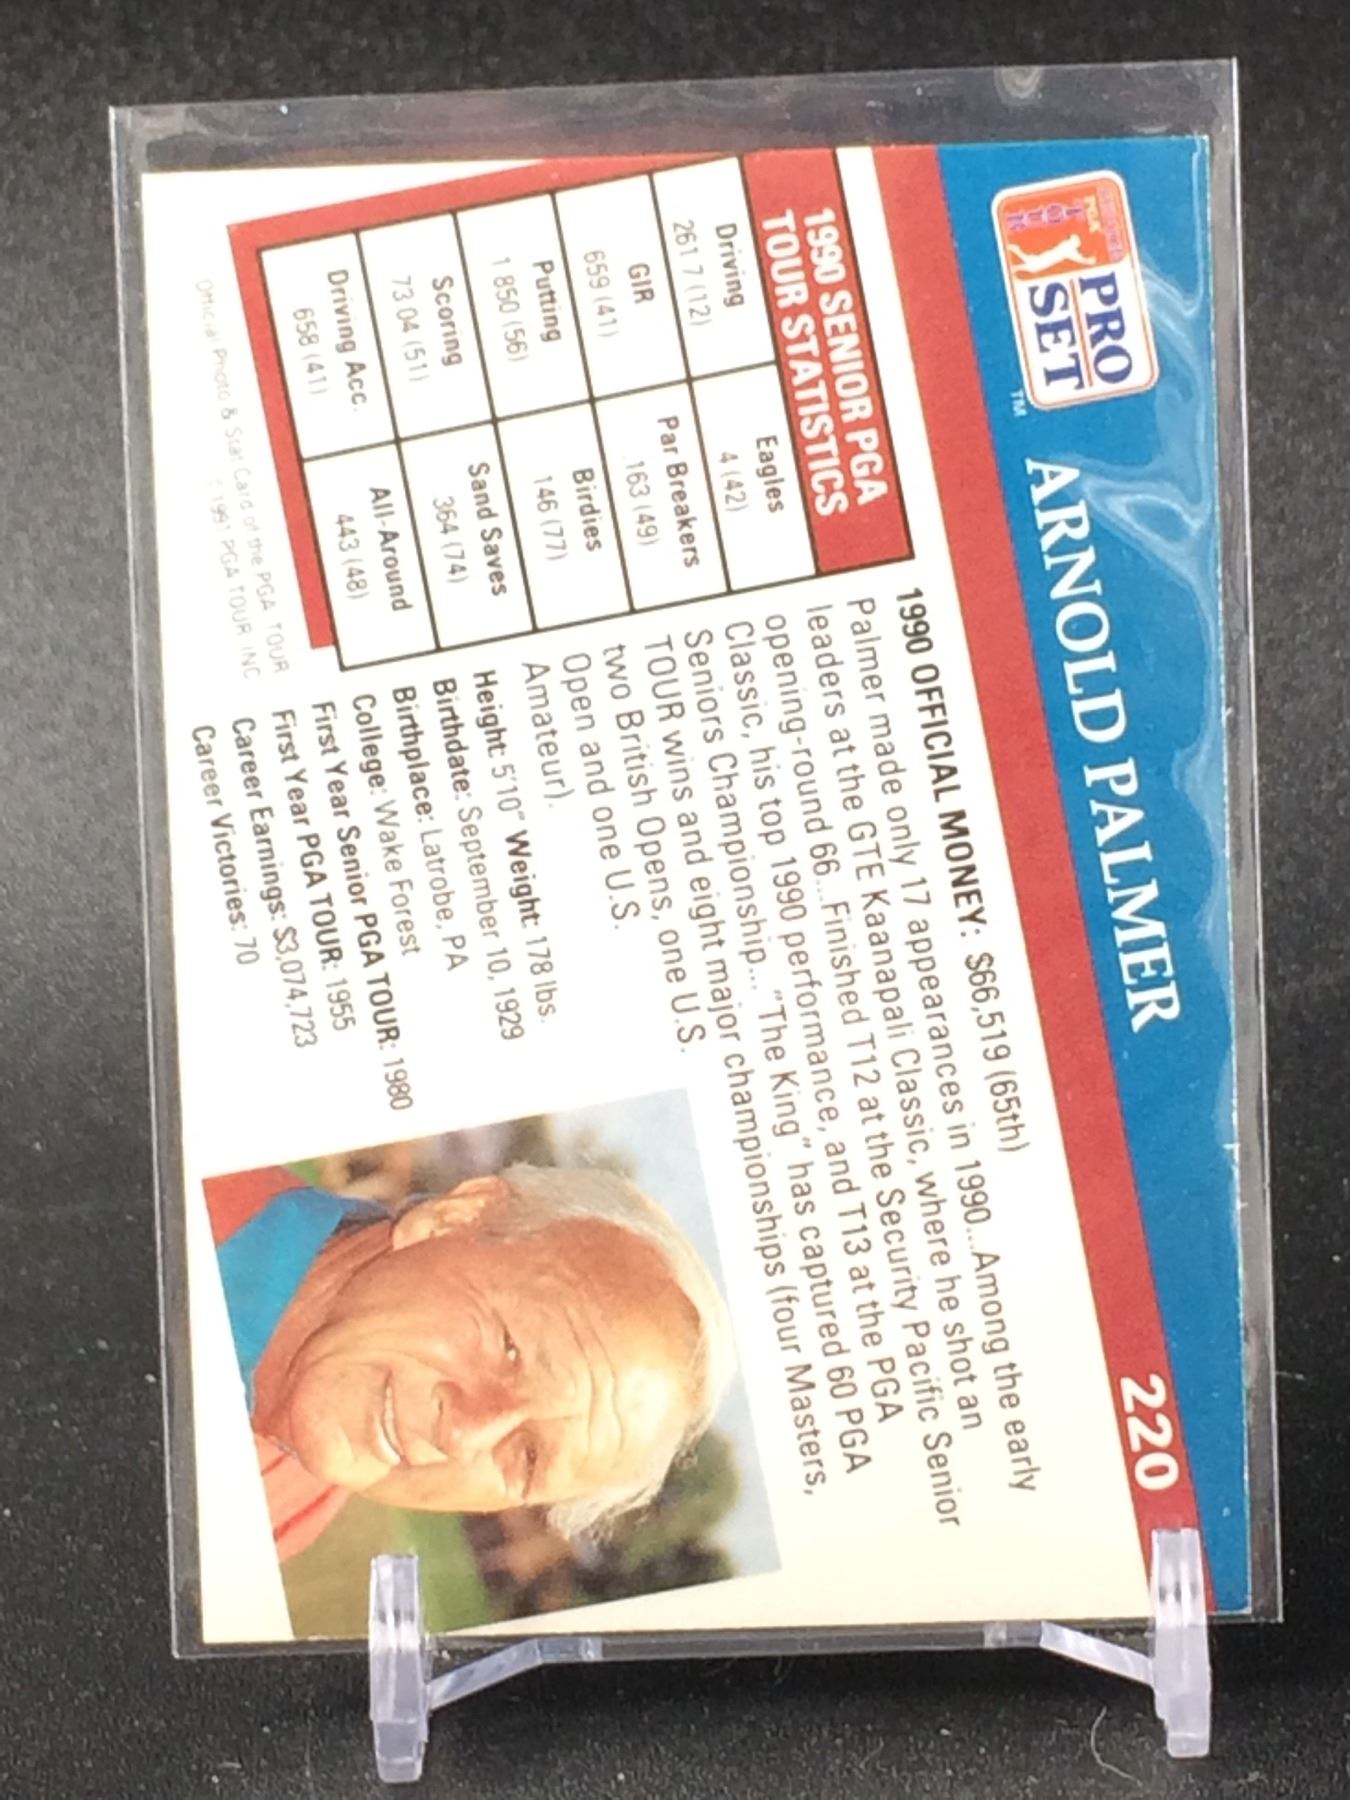 PRO
SET
TOUR
TM
ARNOLD PALMER
220
1990 SENIOR PGA
TOUR STATISTICS
Driving
261 7 (12)
Eagles
4 (42)
GIR
659 (41)
Par Breakers
.163 (49)
Putting
1 850 (56)
Birdies
146 (77)
Scoring
73 04 (51)
Sand Saves
364 (74)
Driving Acc.
658 (41)
All-Around
443 (48)
Official Photo & Stat Card of the PGA TOUR
1991 PGA TOUR INC
1990 OFFICIAL MONEY: $66,519 (65th)
Palmer made only 17 appearances in 1990...Among the early
leaders at the GTE Kaanapali Classic, where he shot an
opening-round 66...Finished T12 at the Security Pacific Senior
Classic, his top 1990 performance, and T13 at the PGA
Seniors Championship... "The King" has captured 60 PGA
TOUR wins and eight major championships (four Masters,
two British Opens, one U.S.
Open and one U.S.
Amateur).
Height: 5'10" Weight: 178 lbs.
Birthdate: September 10, 1929
Birthplace: Latrobe, PA
College: Wake Forest
First Year Senior PGA TOUR: 1980
First Year PGA TOUR: 1955
Career Earnings: $3,074,723
Career Victories: 70